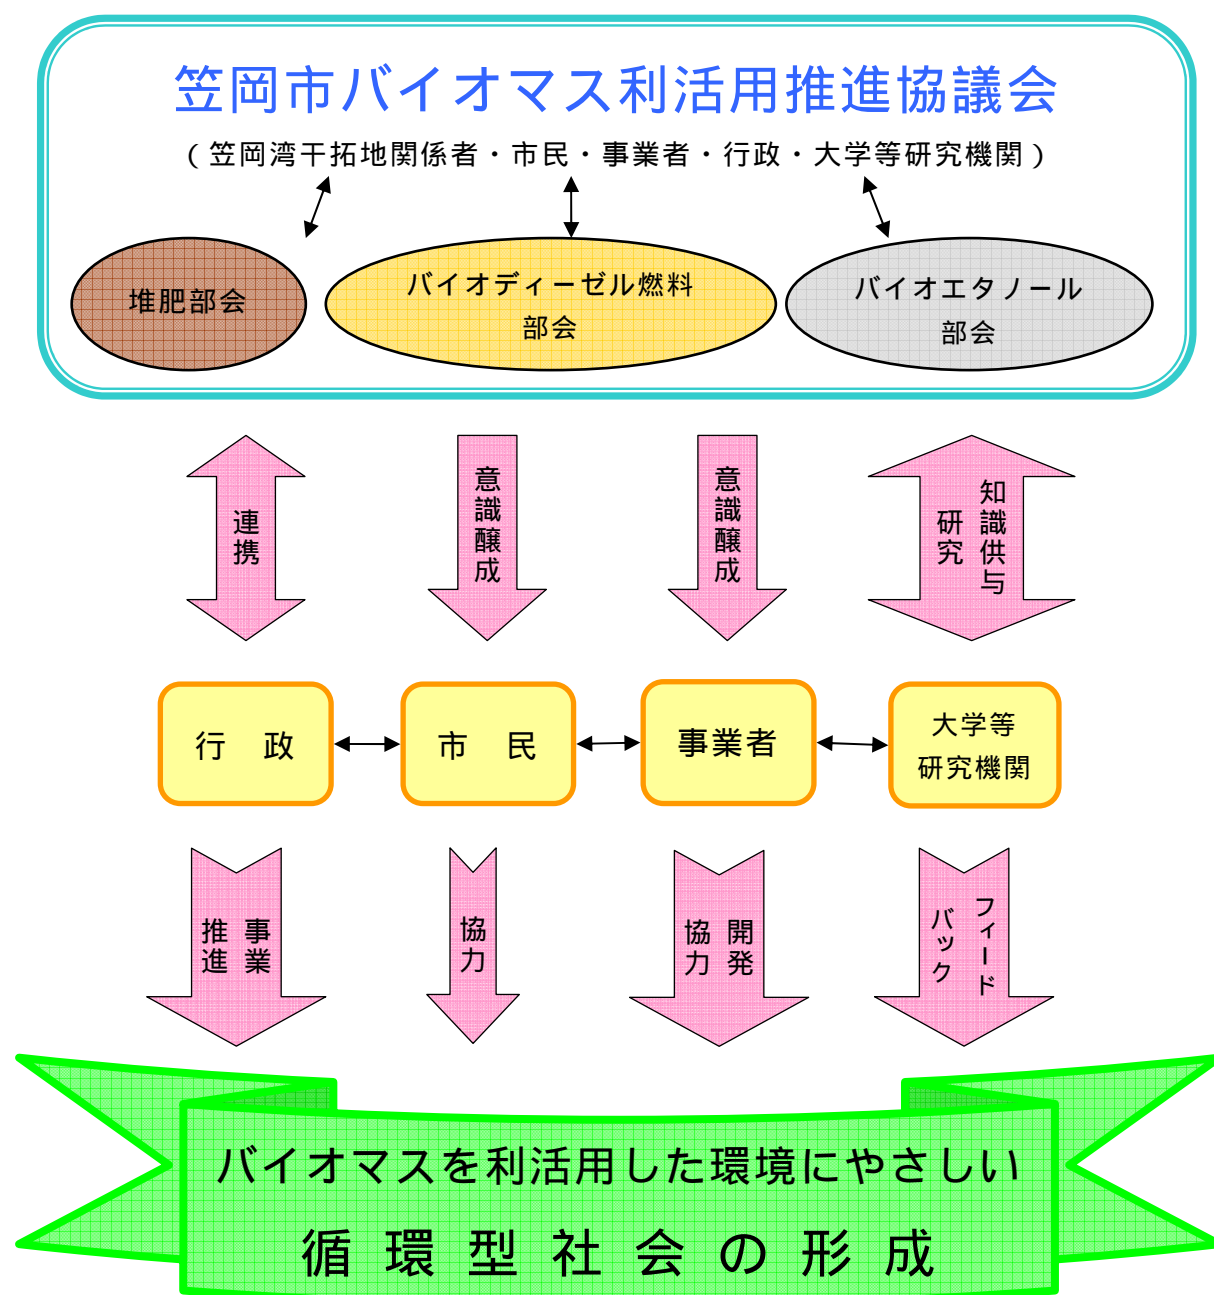 笠岡市バイオマス利活用推進協議会
（笠岡湾干拓地関係者・市民・事業者・行政・大学等研究機関）
堆肥部会
バイオディーゼル燃料
部会
バイオエタノール
部会
連携
意識醸成
意識醸成
知識供与
研究
行　政
市　民
事業者
大学等
研究機関
事業
推進
協力
開発
協力
フィード
バック
バイオマスを利活用した環境にやさしい
循環型社会の形成